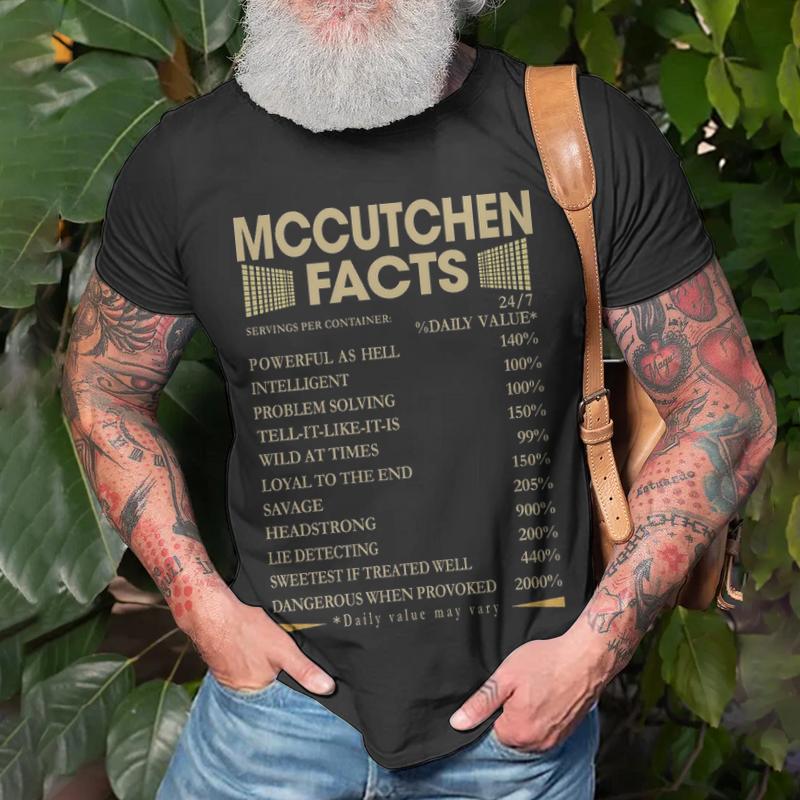 MCCUTCHEN
FACTS
24/7
SERVINGS PER CONTAINER: %DAILY VALUE*
POWERFUL AS HELL 140%
INTELLIGENT 100%
PROBLEM SOLVING 100%
TELL-IT-LIKE-IT-IS 150%
WILD AT TIMES 99%
LOYAL TO THE END 150%
SAVAGE 205%
HEADSTRONG 900%
LIE DETECTING 200%
SWEETEST IF TREATED WELL 440%
DANGEROUS WHEN PROVOKED 2000%
*Daily value may vary
Estuardo